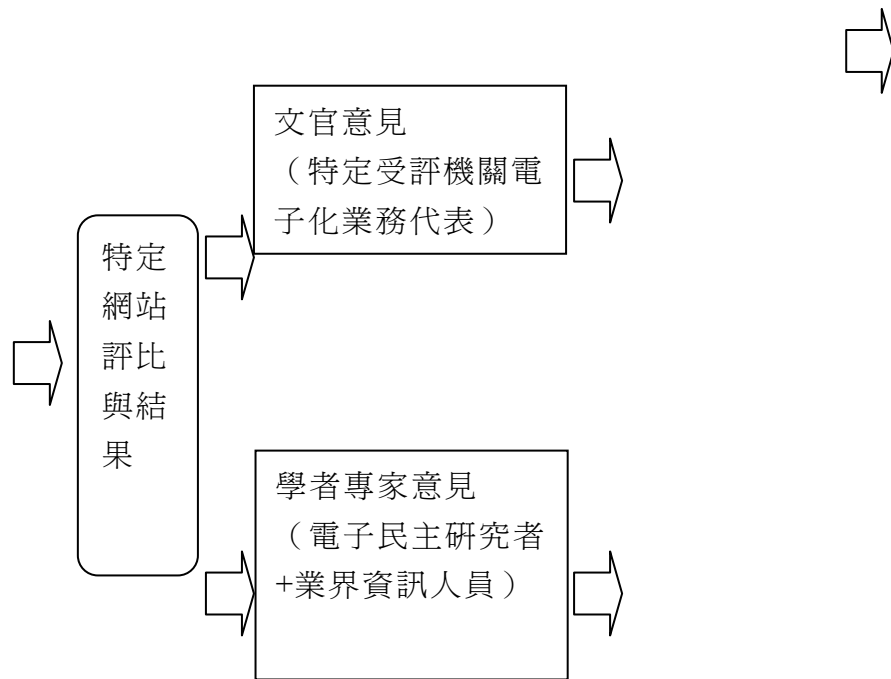 特定
網站
評比
與結
果
文官意見
（特定受評機關電
子化業務代表）
學者專家意見
（電子民主研究者
+業界資訊人員）